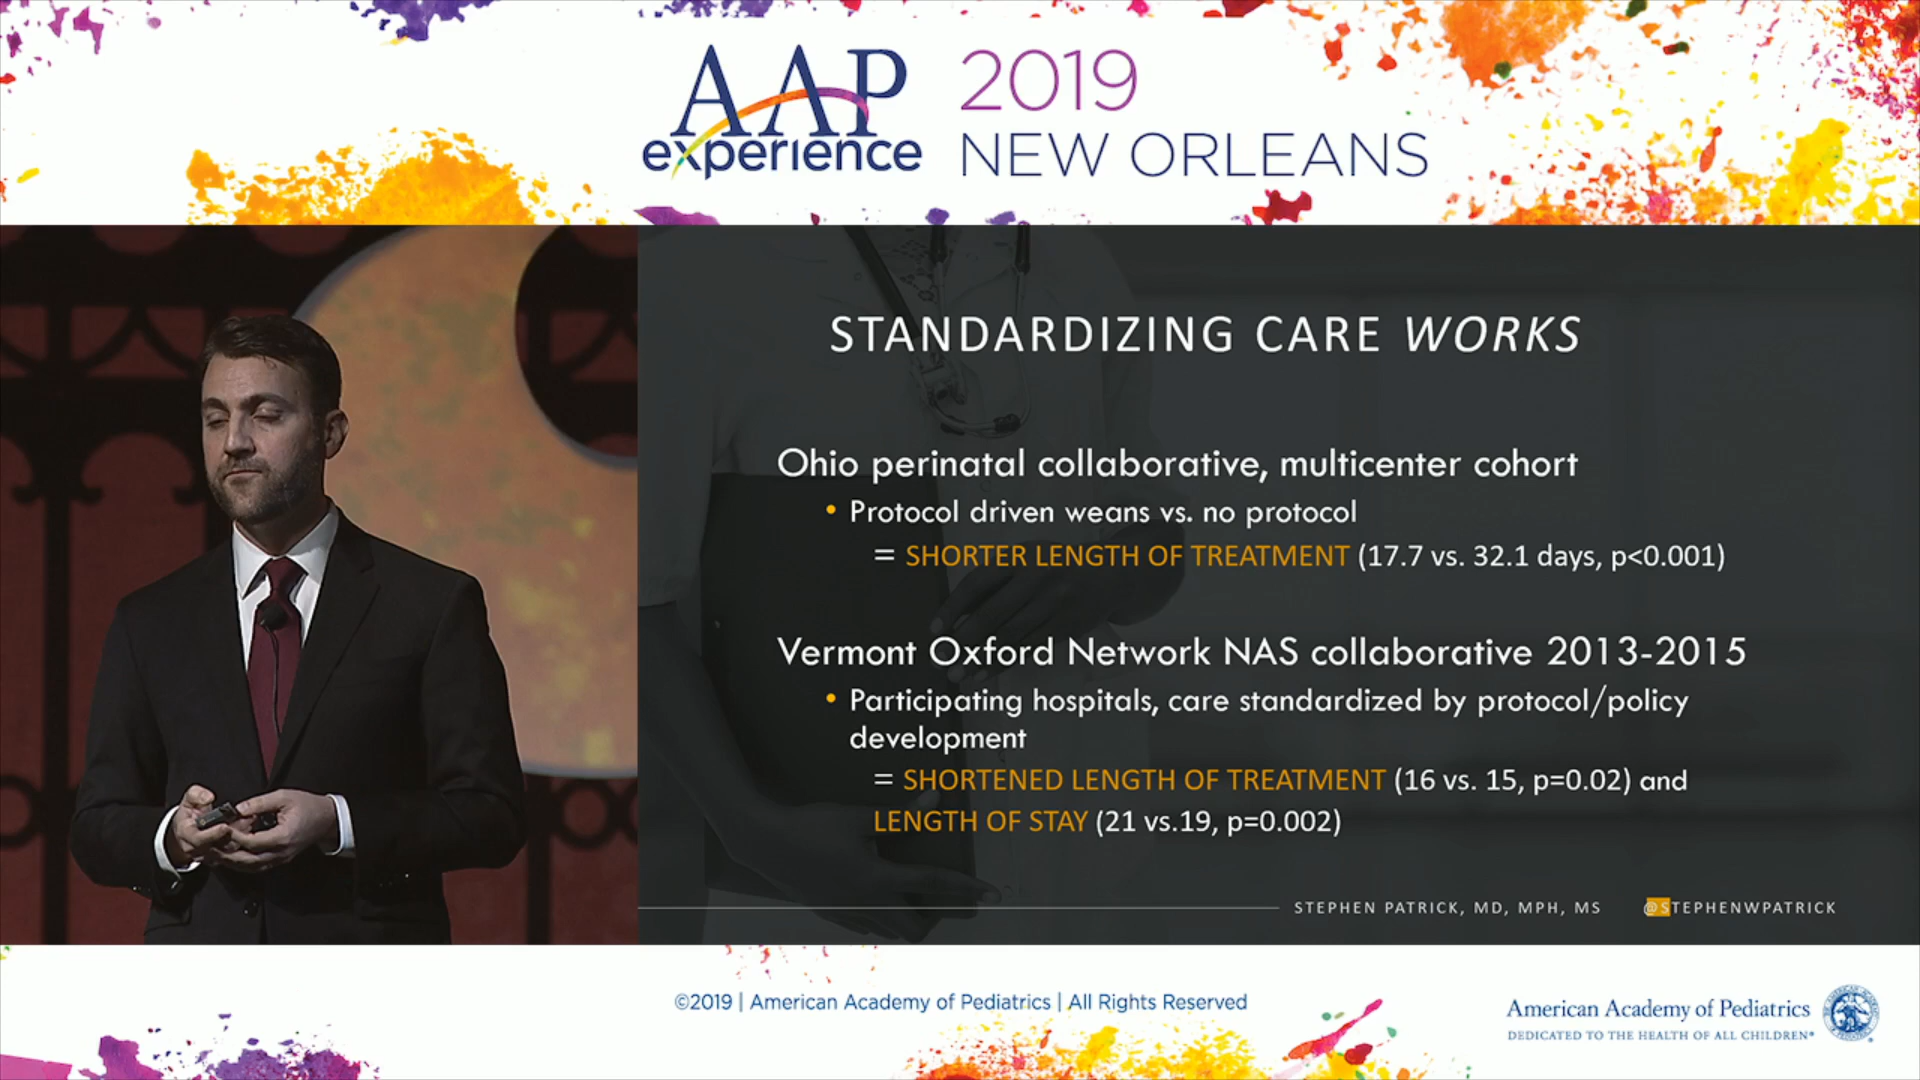 AAP
experience
2019
NEW ORLEANS
STANDARDIZING CARE WORKS
Ohio perinatal collaborative, multicenter cohort
• Protocol driven weans vs. no protocol
= SHORTER LENGTH OF TREATMENT (17.7 vs. 32.1 days, p<0.001)
Vermont Oxford Network NAS collaborative 2013-2015
• Participating hospitals, care standardized by protocol/policy
development
= SHORTENED LENGTH OF TREATMENT (16 vs. 15, p=0.02) and
LENGTH OF STAY (21 vs.19, p=0.002)
STEPHEN PATRICK, MD, MPH, MS @STEPHENWPATRICK
©2019 | American Academy of Pediatrics | All Rights Reserved
American Academy of Pediatrics
DEDICATED TO THE HEALTH OF ALL CHILDREN®